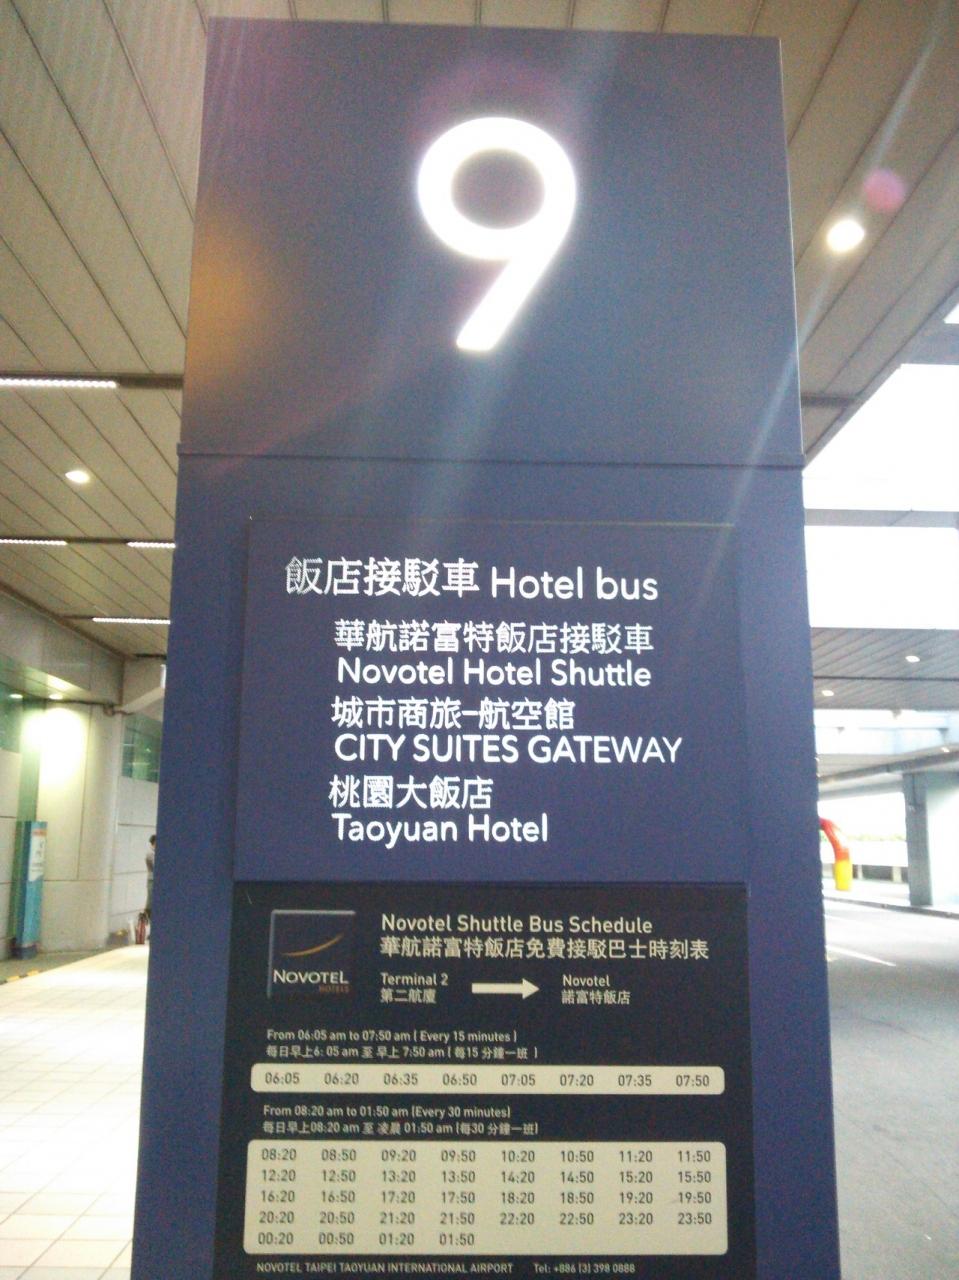 9
飯店接駁車 Hotel bus
華航諾富特飯店接駁車
Novotel Hotel Shuttle
城市商旅-航空館
CITY SUITES GATEWAY
桃園大飯店
Taoyuan Hotel
Novotel Shuttle Bus Schedule
華航諾富特飯店免費接駁巴士時刻表
NOVOTEL
HOTELS
Terminal 2 Novotel
第二航廈 諾富特飯店
From 06:05 am to 07:50 am ( Every 15 minutes )
每日早上6: 05 am 至 早上 7:50 am ( 每15 分鐘一班 )
06:05 06:20 06:35 06:50 07:05 07:20 07:35 07:50
From 08:20 am to 01:50 am (Every 30 minutes)
每日早上08:20 am 至 凌晨 01:50 am (每30 分鐘一班)
08:20 08:50 09:20 09:50 10:20 10:50 11:20 11:50
12:20 12:50 13:20 13:50 14:20 14:50 15:20 15:50
16:20 16:50 17:20 17:50 18:20 18:50 19:20 19:50
20:20 20:50 21:20 21:50 22:20 22:50 23:20 23:50
00:20 00:50 01:20 01:50
NOVOTEL TAIPEI TAOYUAN INTERNATIONAL AIRPORT Tel: +886 (3) 398 0888